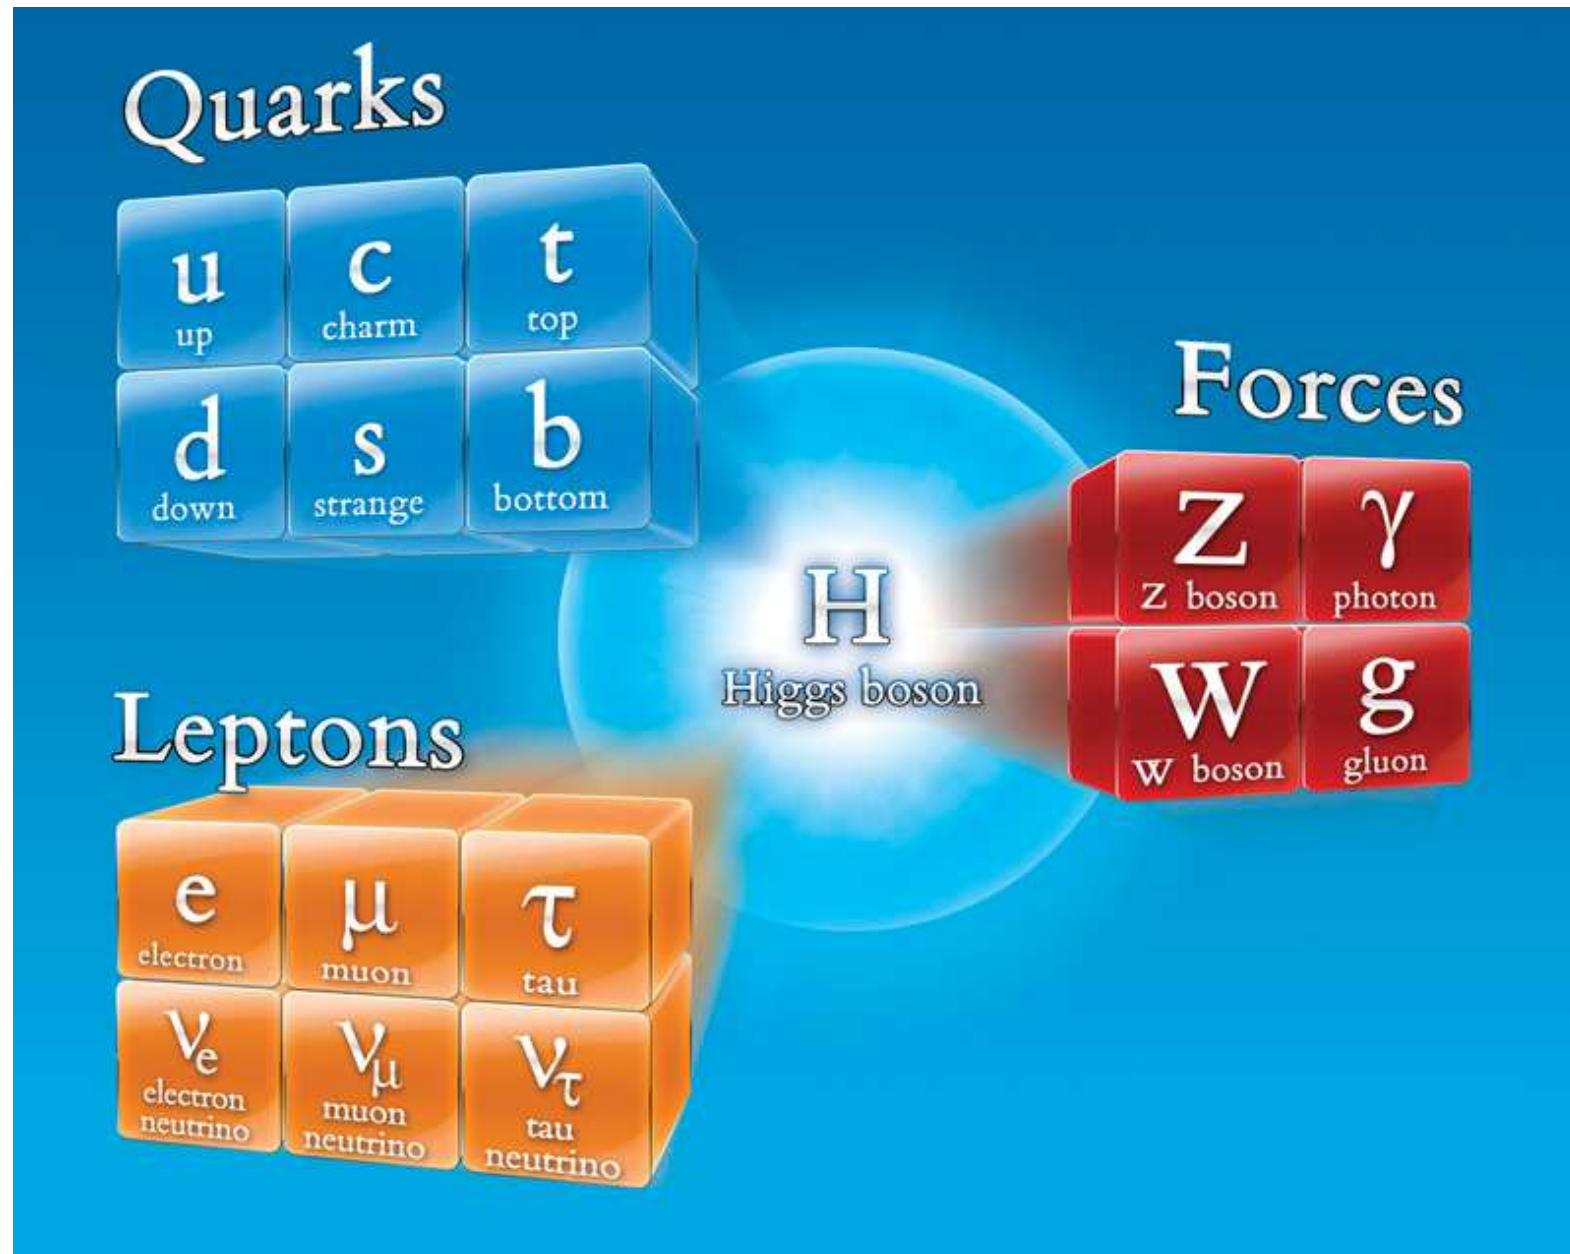 Quarks
u
up
c
charm
t
top
d
down
s
strange
b
bottom
Forces
Z
Z boson
γ
photon
W
W boson
g
gluon
H
Higgs boson
Leptons
e
electron
μ
muon
τ
tau
νe
electron
neutrino
νμ
muon
neutrino
ντ
tau
neutrino